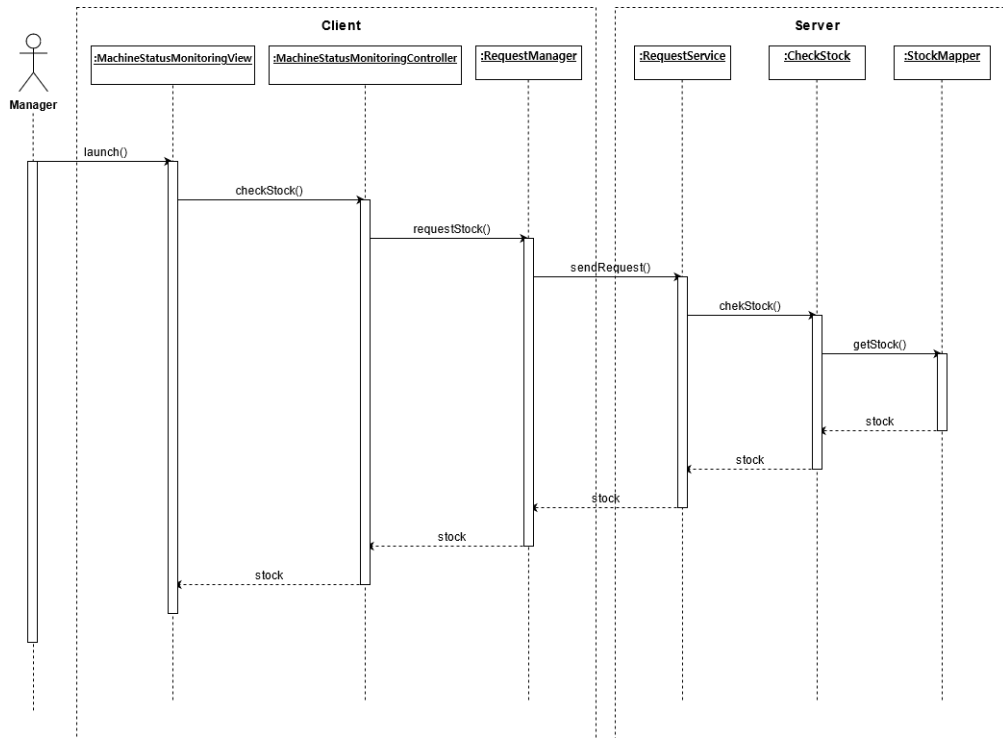 Client
Server
:MachineStatusMonitoringView
:MachineStatusMonitoringController
:RequestManager
:RequestService
:CheckStock
:StockMapper
Manager
launch()
checkStock()
requestStock()
sendRequest()
chekStock()
getStock()
stock
stock
stock
stock
stock